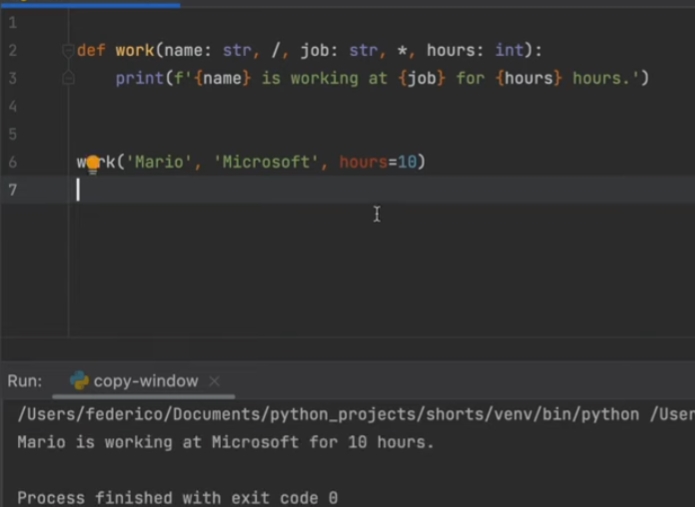 1
2 def work(name: str, /, job: str, *, hours: int):
3 print(f'{name} is working at {job} for {hours} hours.')
4
5
6 work('Mario', 'Microsoft', hours=10)
7
Run: copy-window ×
/Users/federico/Documents/python_projects/shorts/venv/bin/python /User
Mario is working at Microsoft for 10 hours.
Process finished with exit code 0